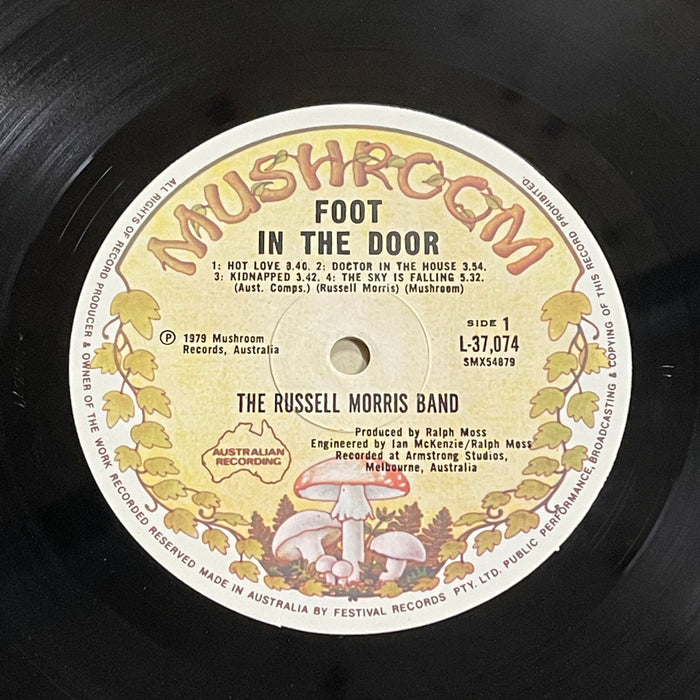 MUSHROOM
FOOT
IN THE DOOR
1: HOT LOVE 3.40. 2: DOCTOR IN THE HOUSE 3.54.
3: KIDNAPPED 3.42. 4: THE SKY IS FALLING 5.32.
(Aust. Comps.) (Russell Morris) (Mushroom)
Ⓟ 1979 Mushroom
Records, Australia
SIDE 1
L-37,074
SMX54879
THE RUSSELL MORRIS BAND
Produced by Ralph Moss
Engineered by Ian McKenzie/Ralph Moss
Recorded at Armstrong Studios,
Melbourne, Australia
AUSTRALIAN
RECORDING
ALL RIGHTS OF RECORD PRODUCER & OWNER OF THE WORK RECORDED RESERVED MADE IN AUSTRALIA BY FESTIVAL RECORDS PTY. LTD. PUBLIC PERFORMANCE, BROADCASTING & COPYING OF THIS RECORD PROHIBITED.